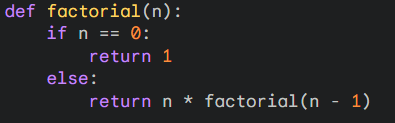 def factorial(n):
    if n == 0:
        return 1
    else:
        return n * factorial(n - 1)